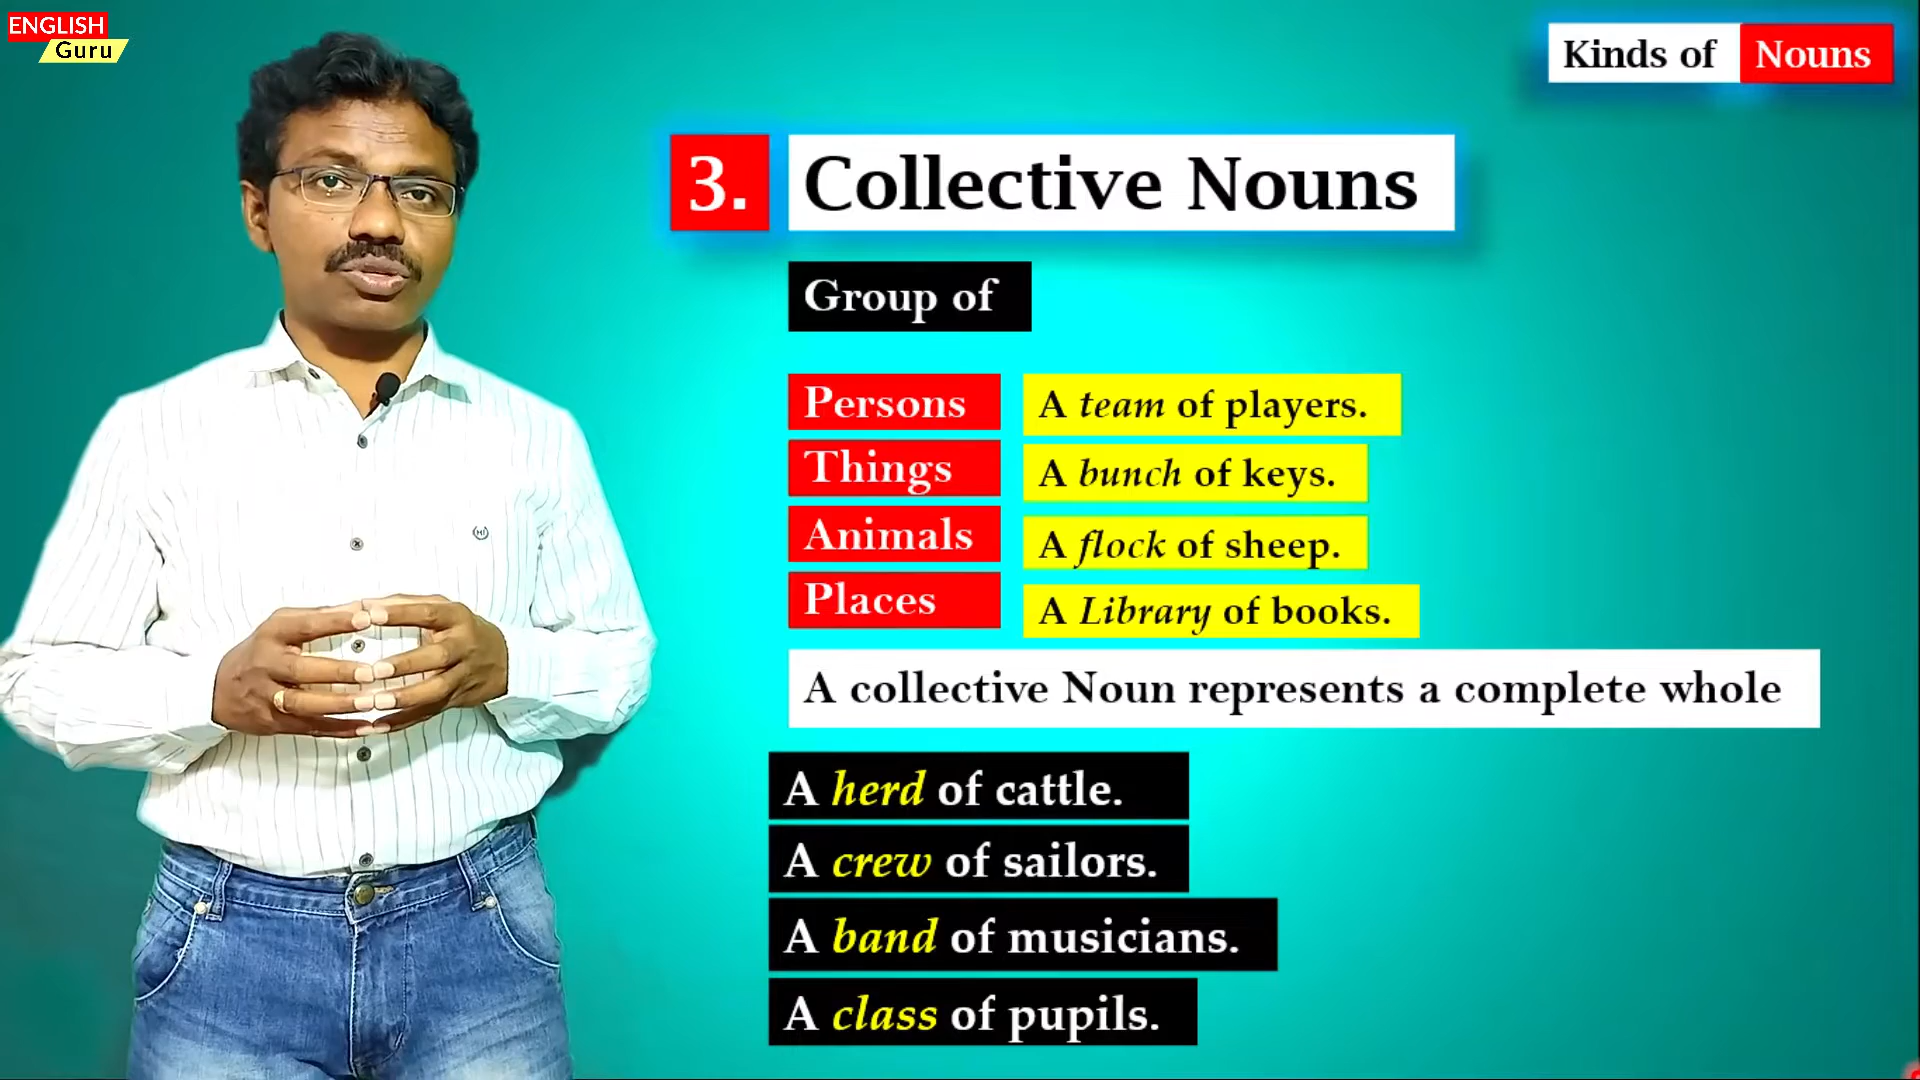 ENGLISH
Guru
Kinds of Nouns
3. Collective Nouns
Group of
Persons A team of players.
Things A bunch of keys.
Animals A flock of sheep.
Places A Library of books.
A collective Noun represents a complete whole
A herd of cattle.
A crew of sailors.
A band of musicians.
A class of pupils.